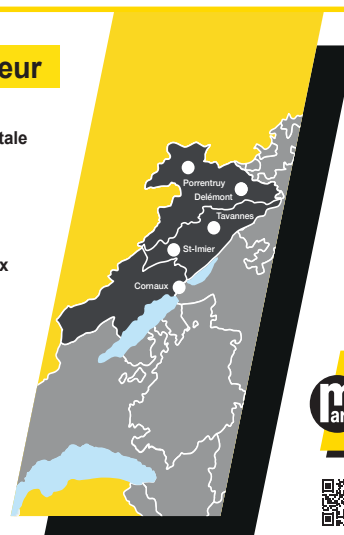 eur
tale
Porrentruy
Delémont
Tavannes
St-Imier
x
Cornaux
m
ar